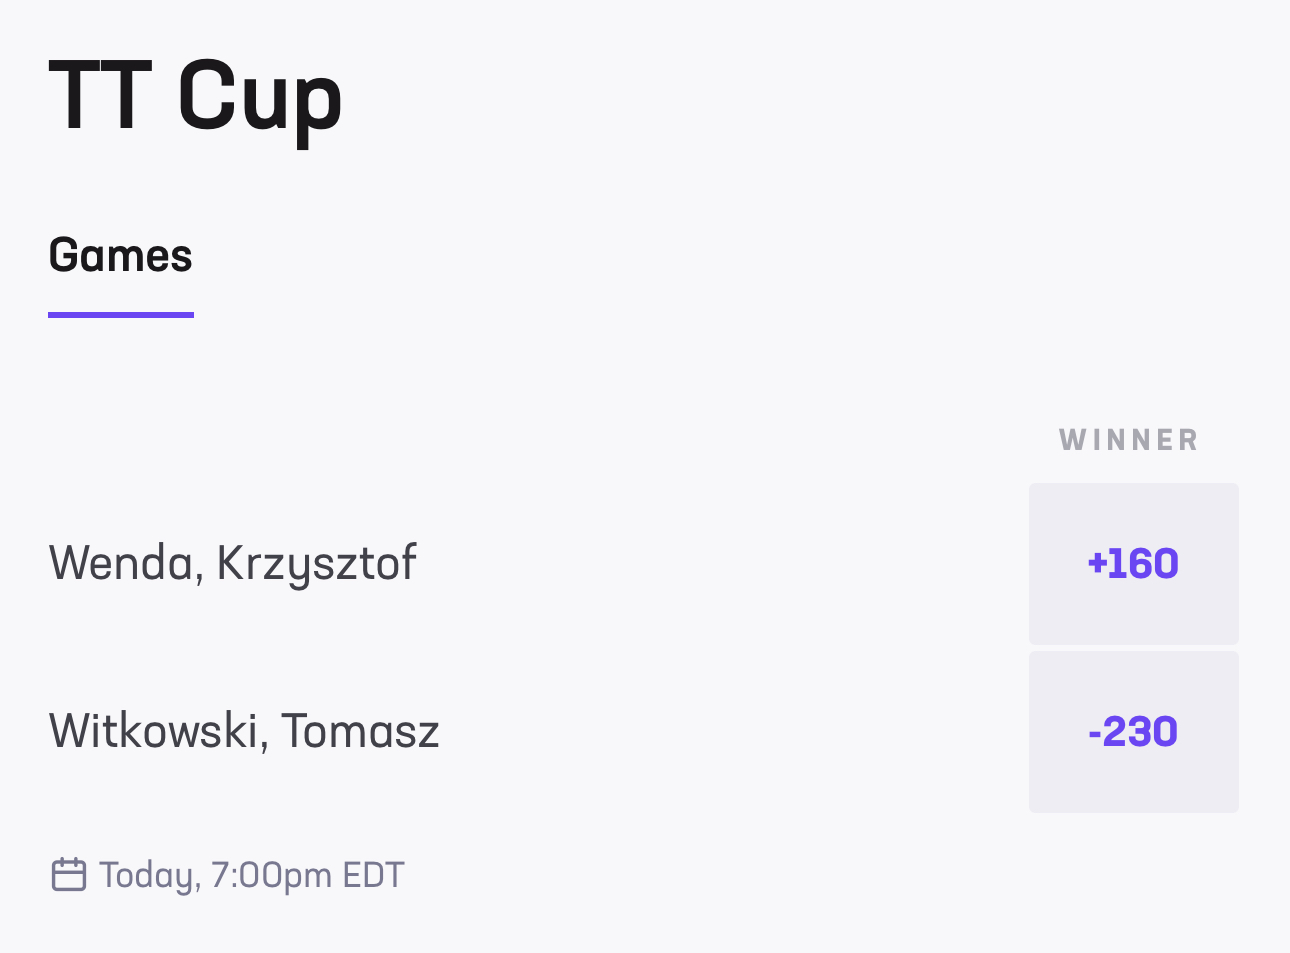 TT Cup
Games
WINNER
Wenda, Krzysztof
+160
Witkowski, Tomasz
-230
Today, 7:00pm EDT